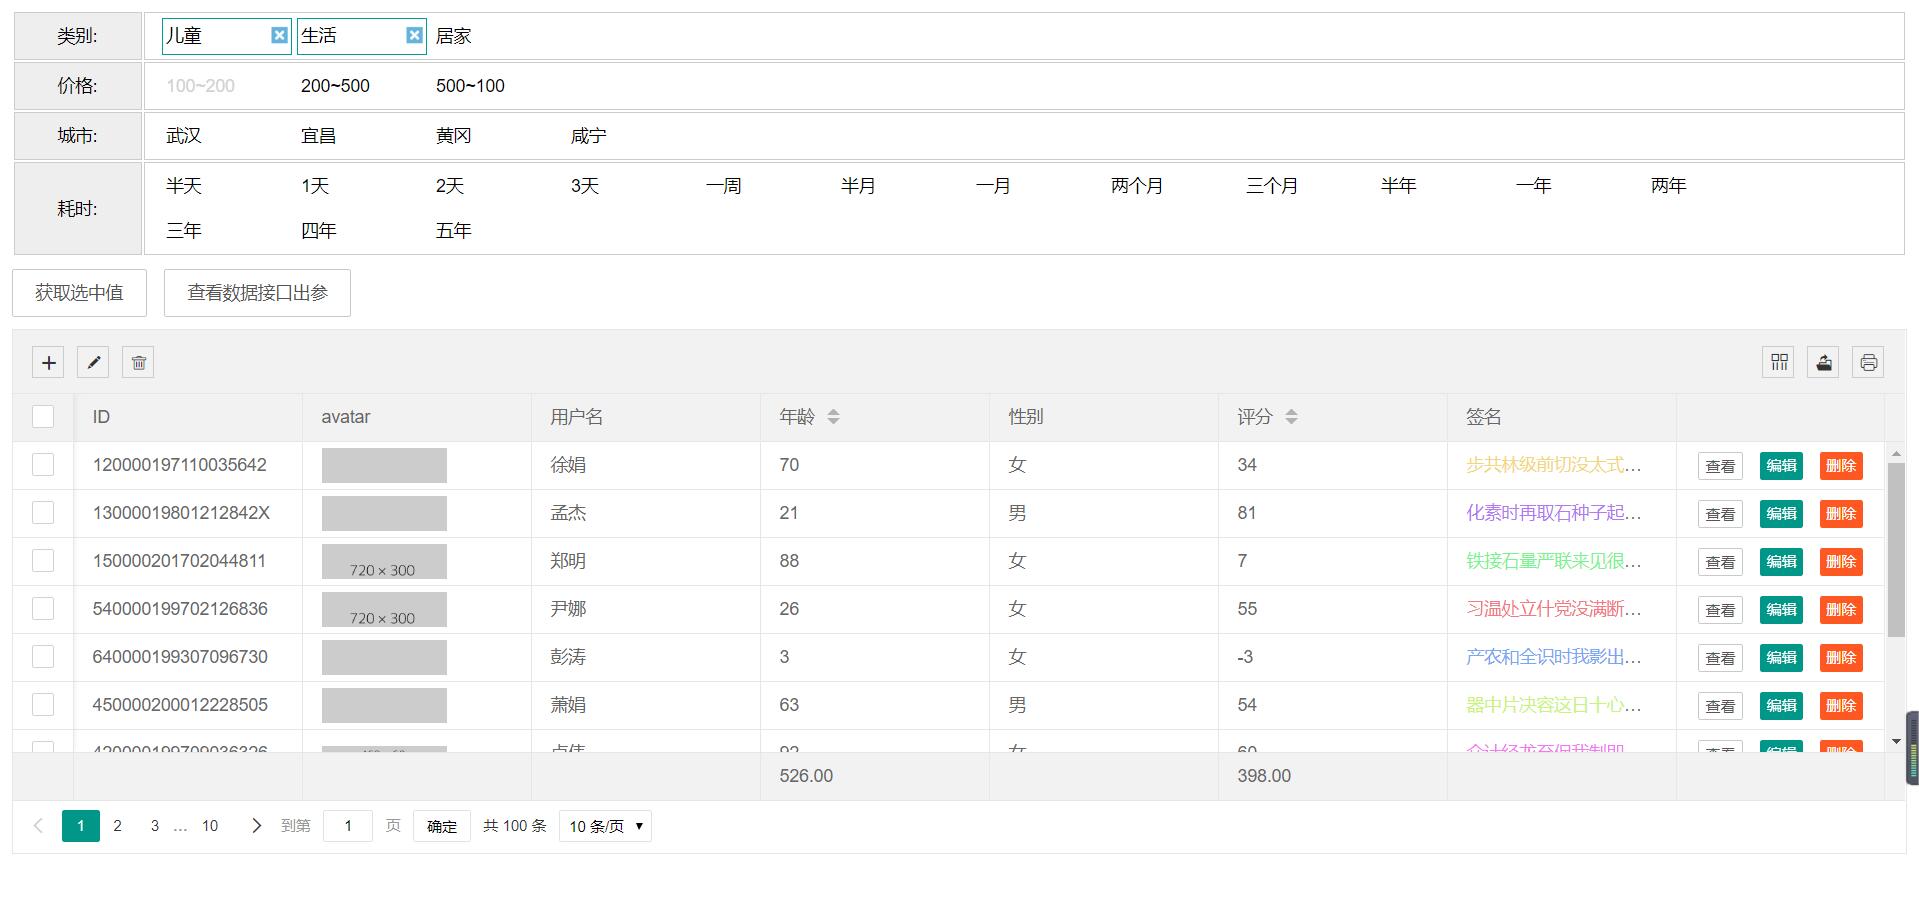 类别: 儿童 生活 居家
价格: 100~200 200~500 500~100
城市: 武汉 宜昌 黄冈 咸宁
耗时: 半天 1天 2天 3天 一周 半月 一月 两个月 三个月 半年 一年 两年
三年 四年 五年
获取选中值 查看数据接口出参
ID avatar 用户名 年龄 性别 评分 签名
120000197110035642 徐娟 70 女 34 步共林级前切没太式... 查看 编辑 删除
13000019801212842X 孟杰 21 男 81 化素时再取石种子起... 查看 编辑 删除
150000201702044811 720 × 300 郑明 88 女 7 铁接石量严联来见很... 查看 编辑 删除
540000199702126836 720 × 300 尹娜 26 女 55 习温处立什党没满断... 查看 编辑 删除
640000199307096730 彭涛 3 女 -3 产农和全识时我影出... 查看 编辑 删除
450000200012228505 萧娟 63 男 54 器中片决容这日十心... 查看 编辑 删除
420000199709036326 92 女 60 查看 编辑 删除
526.00 398.00
1 2 3 ... 10 到第 1 页 确定 共 100 条 10 条/页